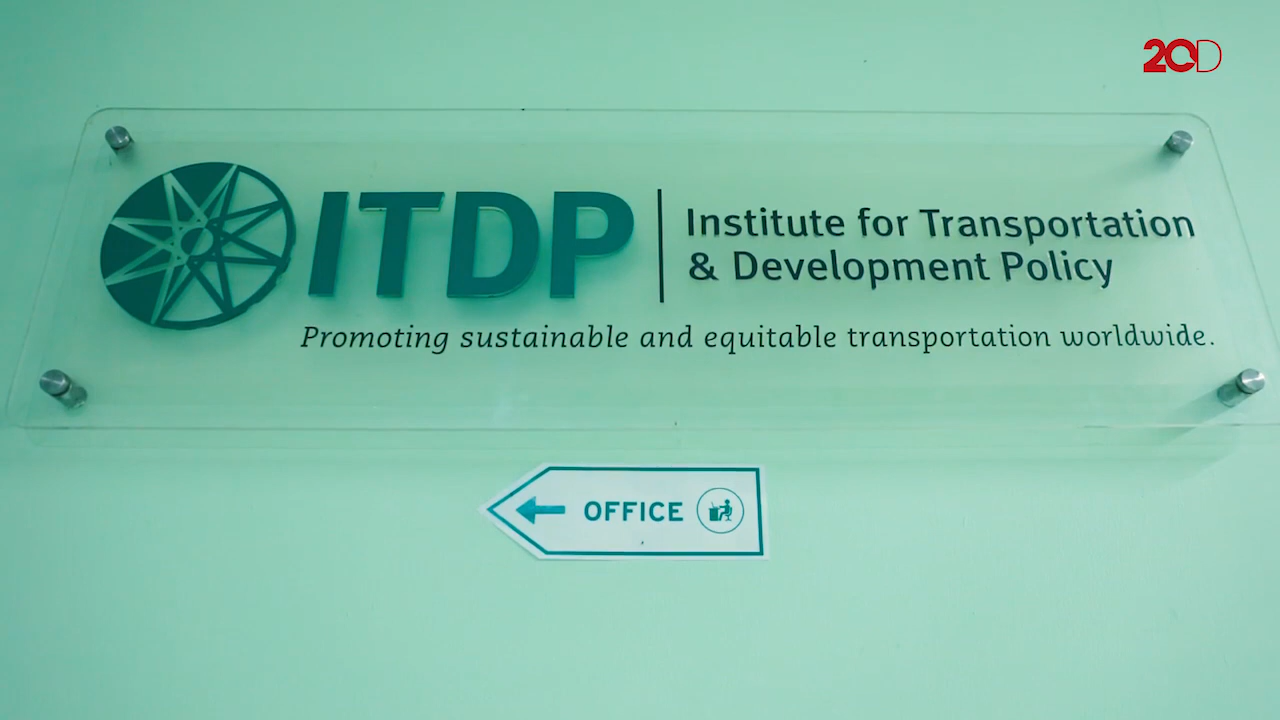 20D
ITDP
Institute for Transportation
& Development Policy
Promoting sustainable and equitable transportation worldwide.
OFFICE